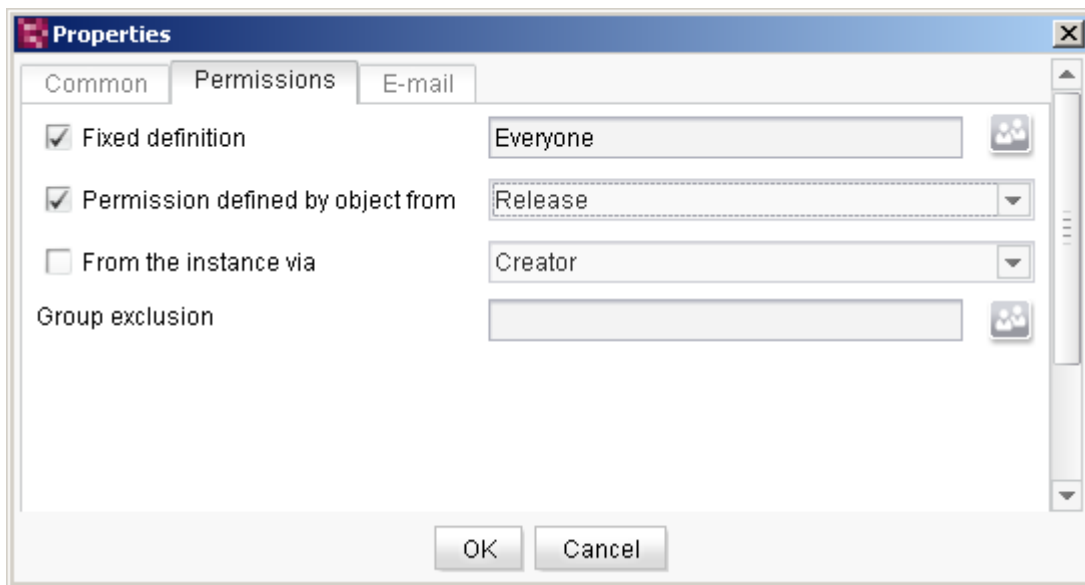 Properties
Common Permissions E-mail
Fixed definition Everyone
Permission defined by object from Release
From the instance via Creator
Group exclusion
OK Cancel